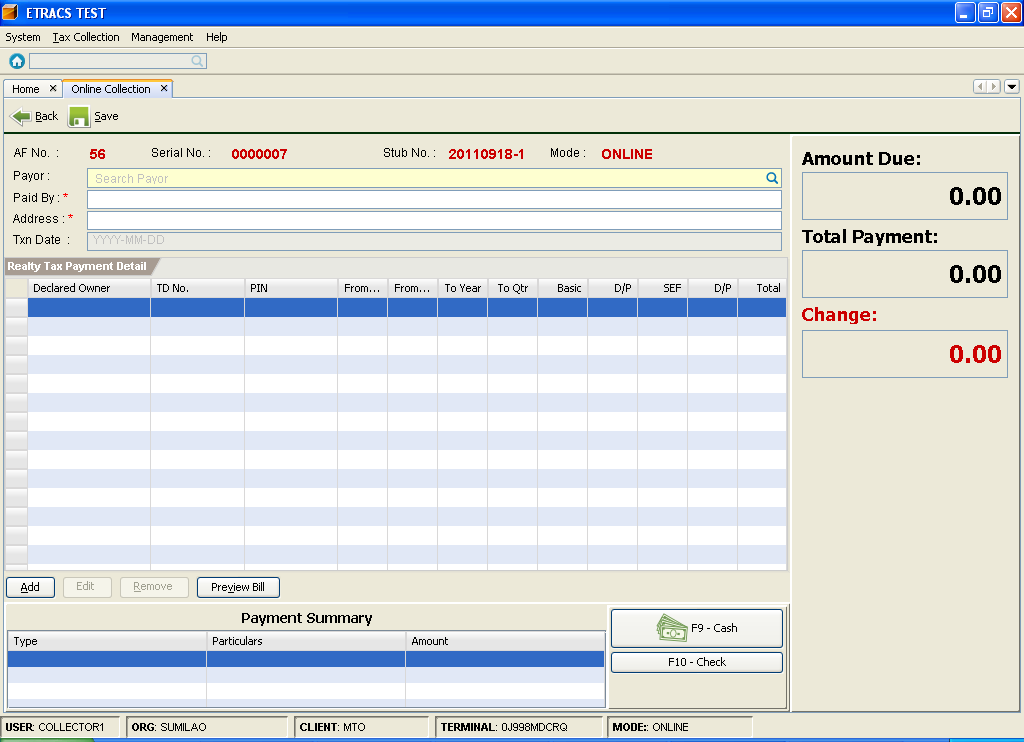 ETRACS TEST
System Tax Collection Management Help
Home Online Collection
Back Save
AF No. : 56 Serial No. : 0000007 Stub No. : 20110918-1 Mode : ONLINE
Payor : Search Payor
Paid By : *
Address : *
Txn Date : YYYY-MM-DD
Amount Due:
0.00
Total Payment:
0.00
Change:
0.00
Realty Tax Payment Detail
Declared Owner TD No. PIN From... From... To Year To Qtr Basic D/P SEF D/P Total
Add Edit Remove Preview Bill
Payment Summary
Type Particulars Amount
F9 - Cash
F10 - Check
USER: COLLECTOR1 ORG: SUMILAO CLIENT: MTO TERMINAL: 0J998MDCRQ MODE: ONLINE